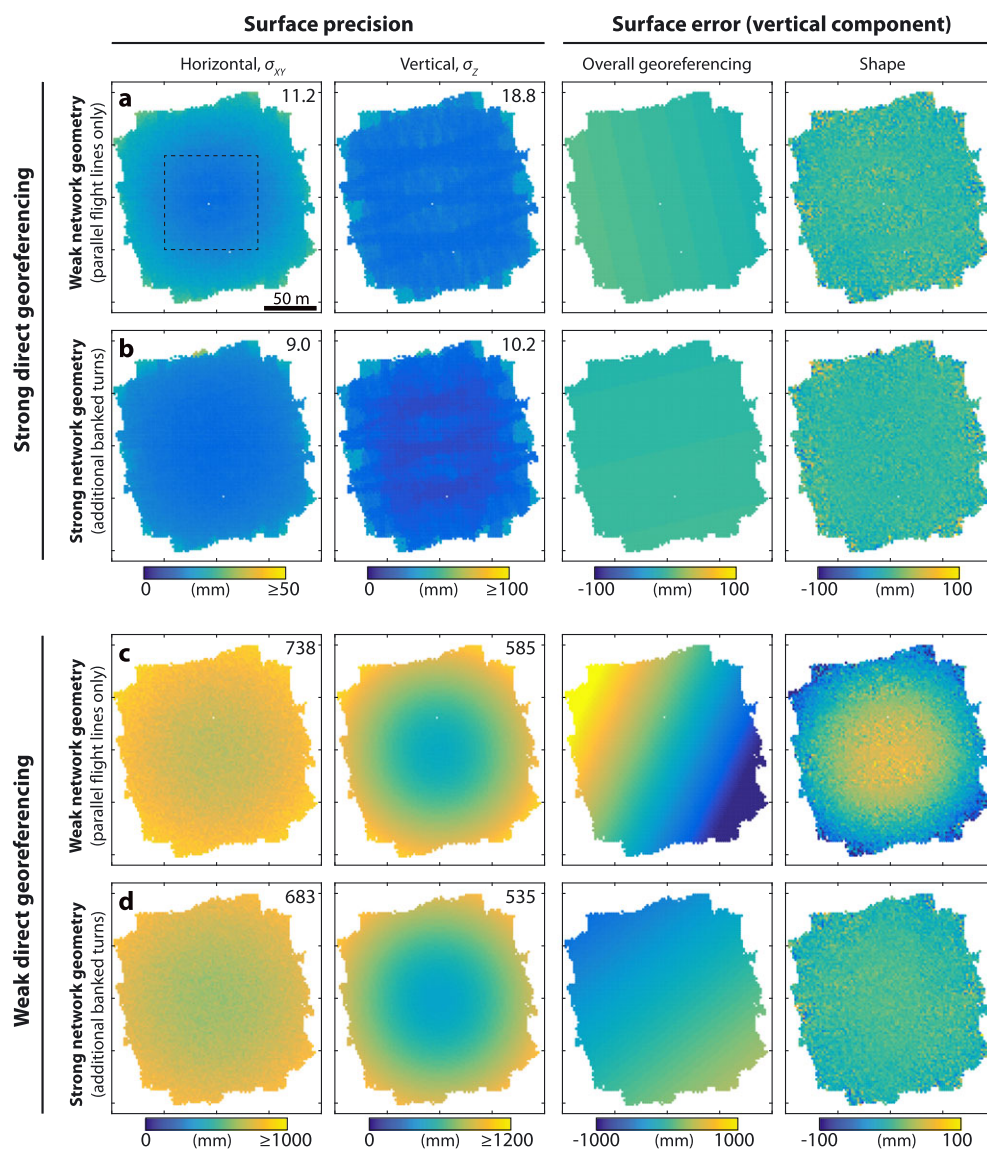 Surface precision
Surface error (vertical component)
Horizontal, σXY
Vertical, σZ
Overall georeferencing
Shape
Strong direct georeferencing
Weak network geometry
(parallel flight lines only)
a
11.2
18.8
50 m
Strong network geometry
(additional banked turns)
b
9.0
10.2
0 (mm) ≥50
0 (mm) ≥100
-100 (mm) 100
-100 (mm) 100
Weak direct georeferencing
Weak network geometry
(parallel flight lines only)
c
738
585
Strong network geometry
(additional banked turns)
d
683
535
0 (mm) ≥1000
0 (mm) ≥1200
-1000 (mm) 1000
-100 (mm) 100